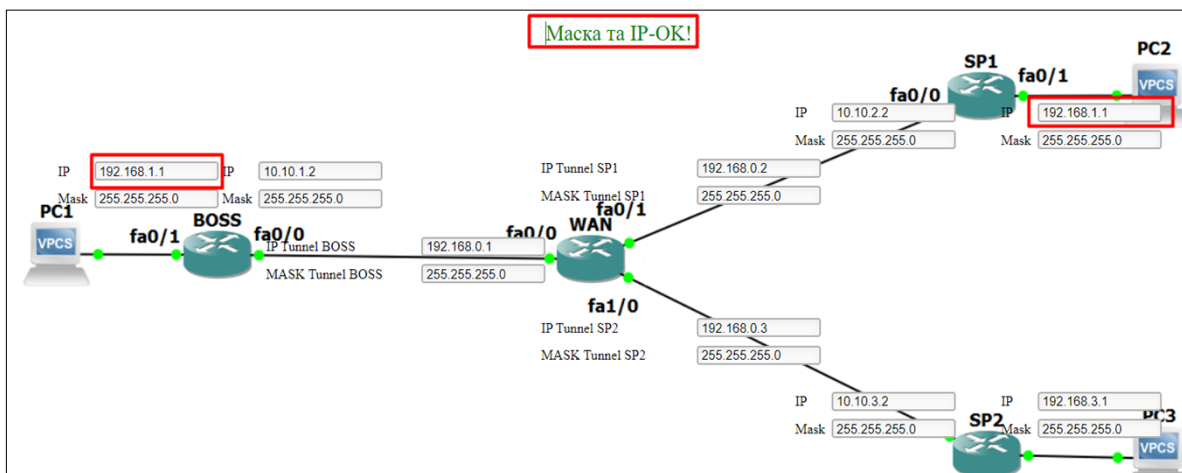 Маска та IP-OK!
PC2
SP1
fa0/1
fa0/0
VPCS
IP 10.10.2.2 IP 192.168.1.1
Mask 255.255.255.0 Mask 255.255.255.0
IP 192.168.1.1 IP 10.10.1.2
Mask 255.255.255.0 Mask 255.255.255.0
IP Tunnel SP1 192.168.0.2
MASK Tunnel SP1 255.255.255.0
PC1
BOSS
fa0/1 fa0/0
VPCS
fa0/1
WAN
fa0/0
IP Tunnel BOSS 192.168.0.1
MASK Tunnel BOSS 255.255.255.0
fa1/0
IP Tunnel SP2 192.168.0.3
MASK Tunnel SP2 255.255.255.0
IP 10.10.3.2 IP 192.168.3.1
Mask 255.255.255.0 Mask 255.255.255.0
SP2
PC3
VPCS